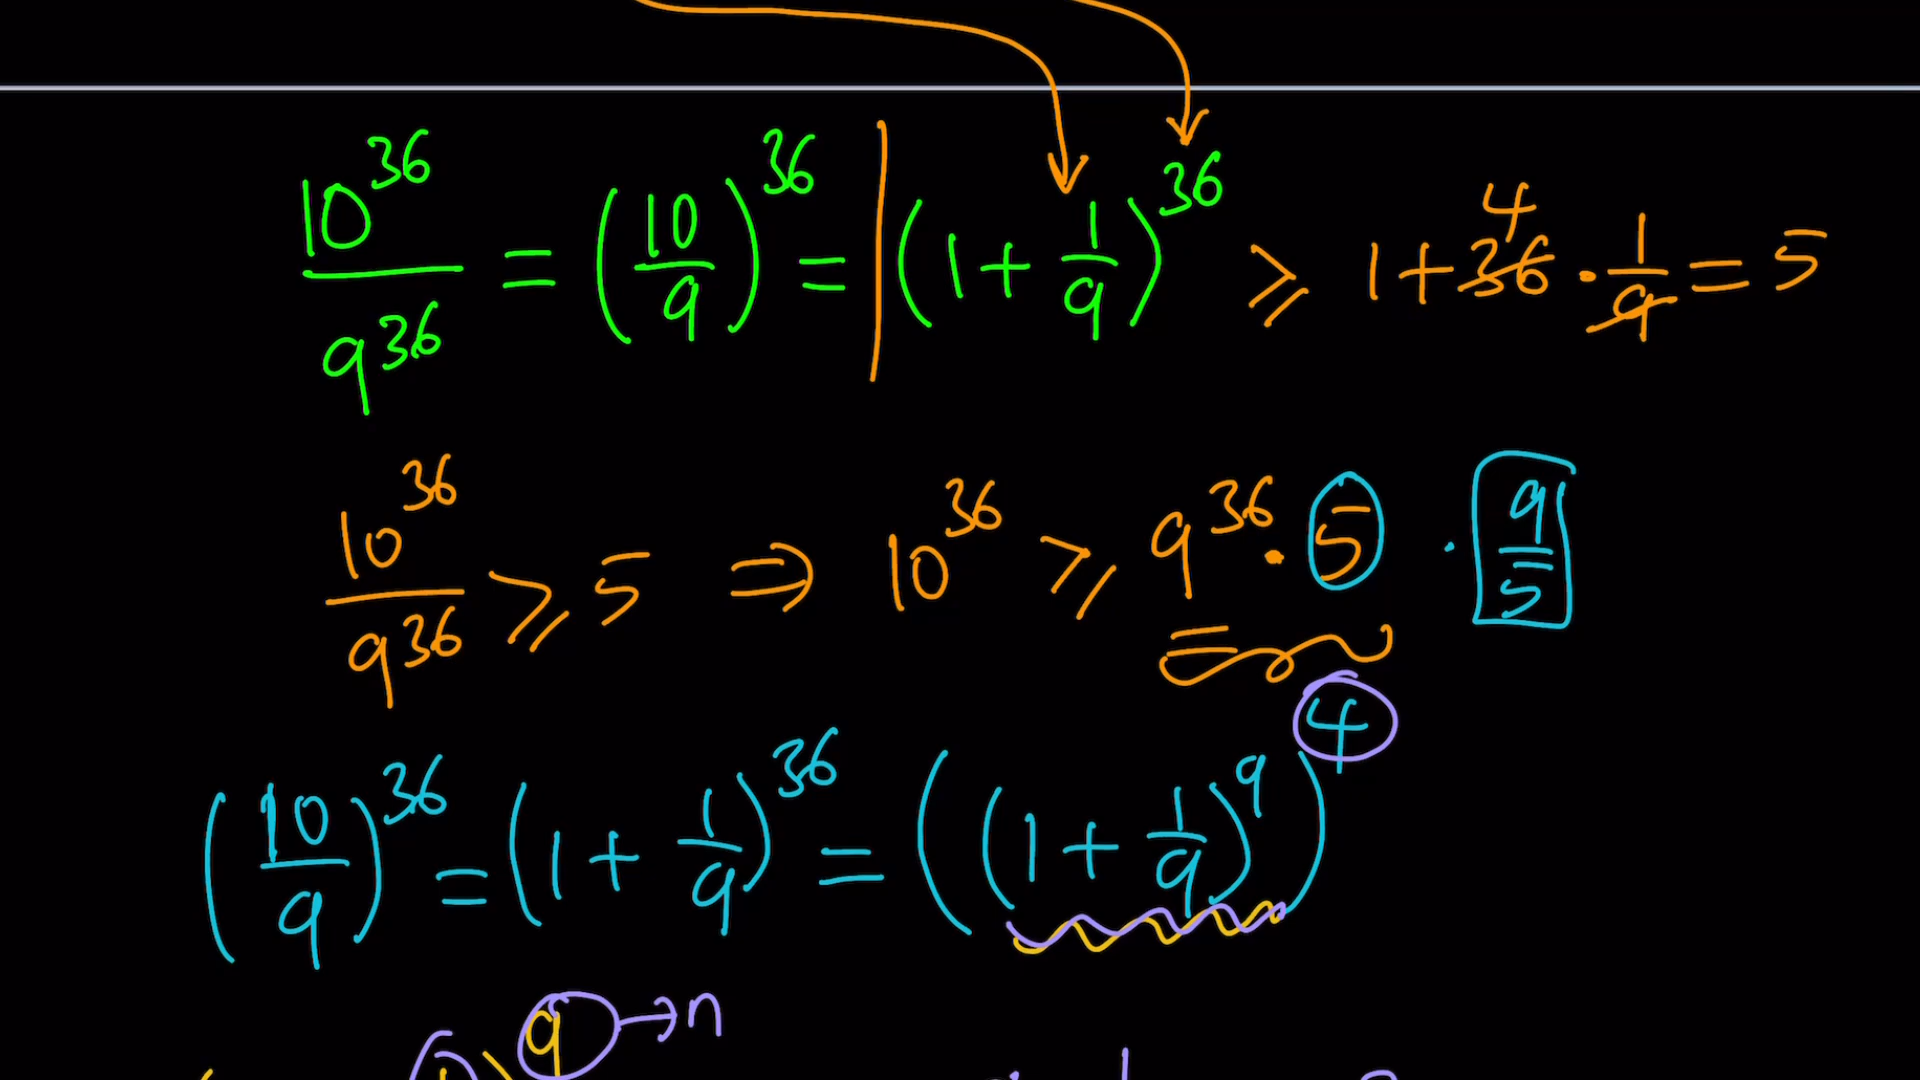 10^36 / 9^36 = (10/9)^36 = | (1 + 1/9)^36 ≥ 1 + 36 · 1/9 = 5
4
10^36 / 9^36 ≥ 5 ⇒ 10^36 ≥ 9^36 · 5 · 9/5
(10/9)^36 = (1 + 1/9)^36 = ((1 + 1/9)^9)^4
9 → n